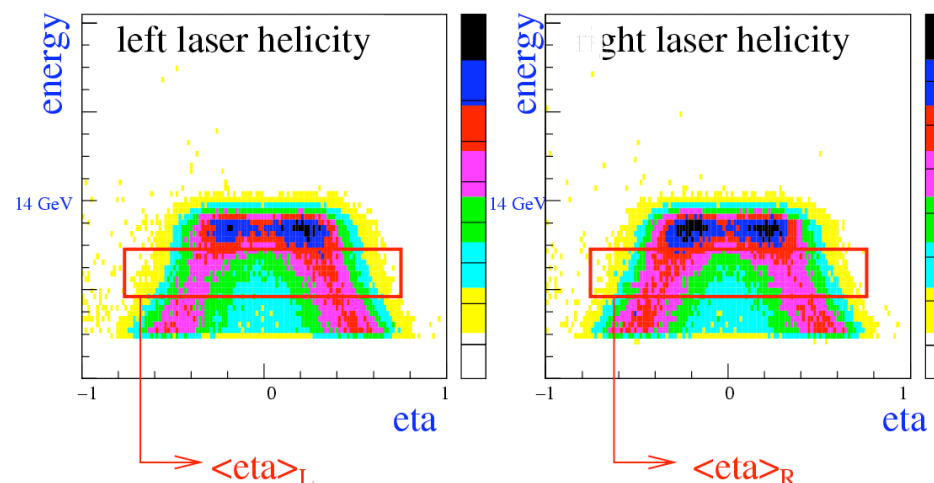 energy
left laser helicity
14 GeV
−1
0
1
eta
<eta>L
energy
ght laser helicity
14 GeV
−1
0
1
eta
<eta>R